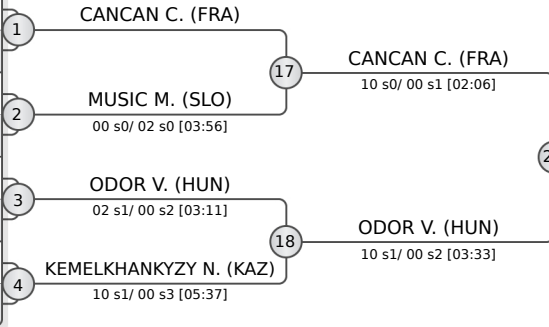 CANCAN C. (FRA)
1
17
CANCAN C. (FRA)
10 s0/ 00 s1 [02:06]
MUSIC M. (SLO)
2
00 s0/ 02 s0 [03:56]
ODOR V. (HUN)
3
02 s1/ 00 s2 [03:11]
18
ODOR V. (HUN)
10 s1/ 00 s2 [03:33]
KEMELKHANKYZY N. (KAZ)
4
10 s1/ 00 s3 [05:37]